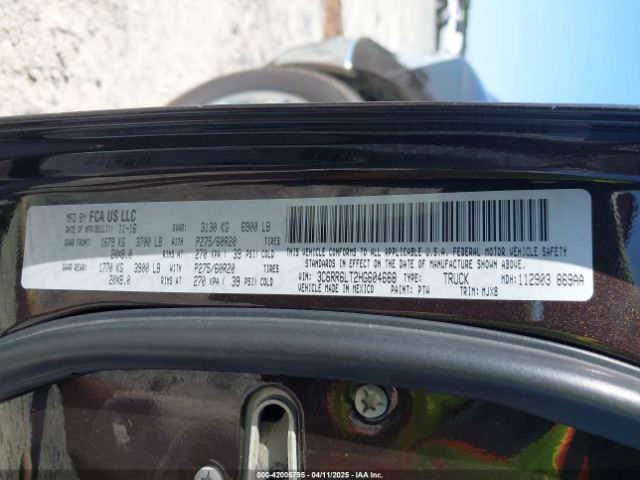 MFD BY FCA US LLC
DATE OF MFR(BUILT): 11-16 GVWR: 3130 KG 6900 LB
FRONT: 1679 KG 3700 LB WITH P275/60R20 TIRES
20X8.0 RIMS AT 270 KPA ( 39 PSI) COLD
REAR: 1770 KG 3900 LB WITH P275/60R20 TIRES
20X8.0 RIMS AT 270 KPA ( 39 PSI) COLD
THIS VEHICLE CONFORMS TO ALL APPLICABLE U.S.A. FEDERAL MOTOR VEHICLE SAFETY
STANDARDS IN EFFECT ON THE DATE OF MANUFACTURE SHOWN ABOVE.
VIN: 3C6RR6LT2HG604668 TYPE: TRUCK MDH: 112903 869AA
VEHICLE MADE IN MEXICO PAINT: PTW TRIM: MJX8
000-42005795 - 04/11/2025 - Copyright © IAA, Inc.